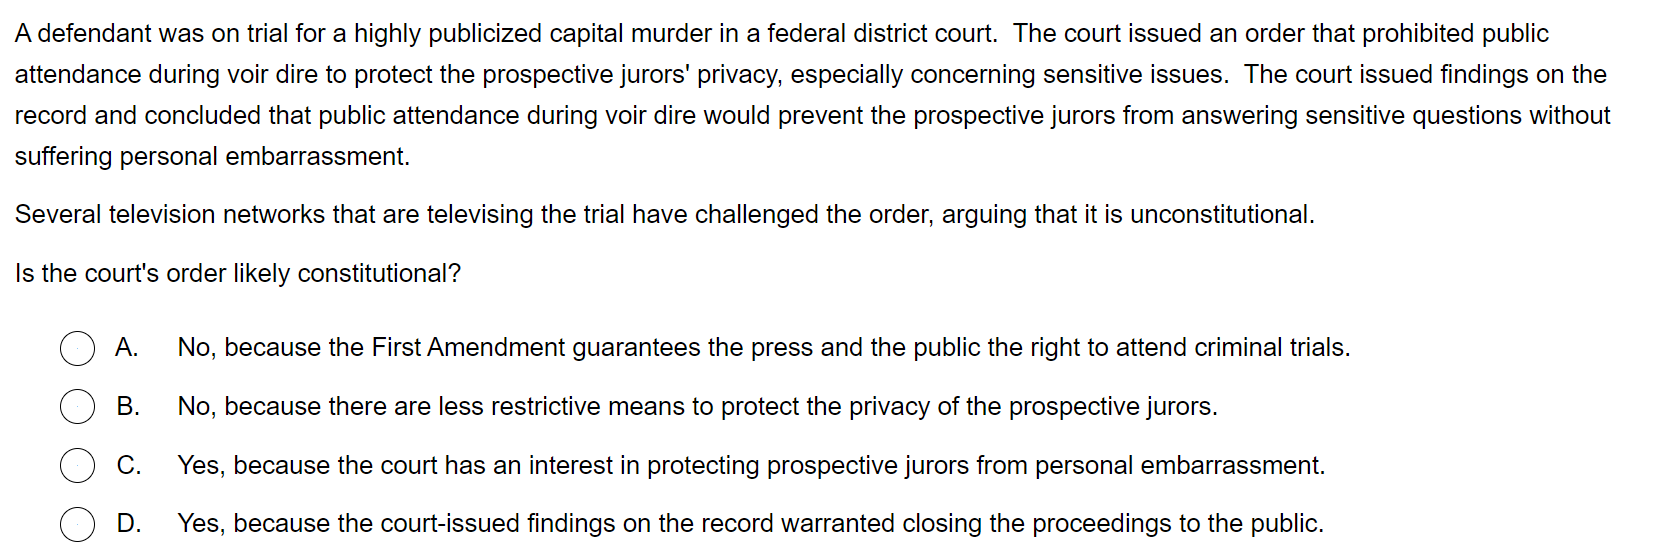 A defendant was on trial for a highly publicized capital murder in a federal district court.  The court issued an order that prohibited public
attendance during voir dire to protect the prospective jurors' privacy, especially concerning sensitive issues.  The court issued findings on the
record and concluded that public attendance during voir dire would prevent the prospective jurors from answering sensitive questions without
suffering personal embarrassment.
Several television networks that are televising the trial have challenged the order, arguing that it is unconstitutional.
Is the court's order likely constitutional?
A. No, because the First Amendment guarantees the press and the public the right to attend criminal trials.
B. No, because there are less restrictive means to protect the privacy of the prospective jurors.
C. Yes, because the court has an interest in protecting prospective jurors from personal embarrassment.
D. Yes, because the court-issued findings on the record warranted closing the proceedings to the public.